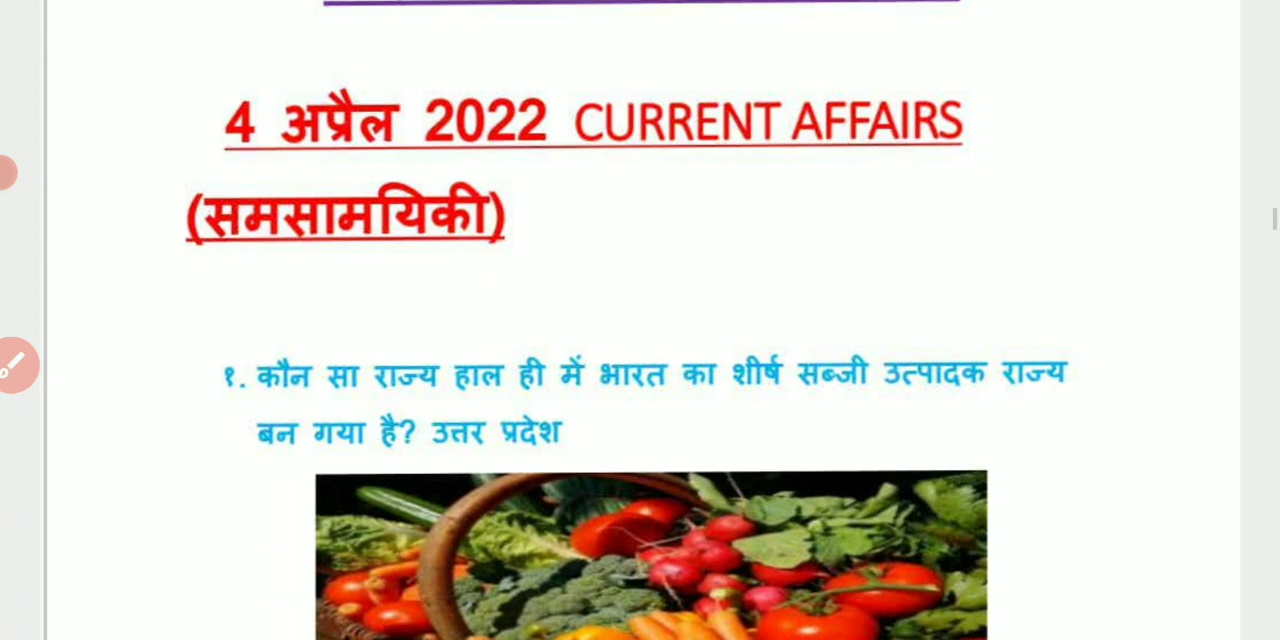 4 अप्रैल 2022 CURRENT AFFAIRS
(समसामयिकी)
१. कौन सा राज्य हाल ही में भारत का शीर्ष सब्जी उत्पादक राज्य
बन गया है? उत्तर प्रदेश